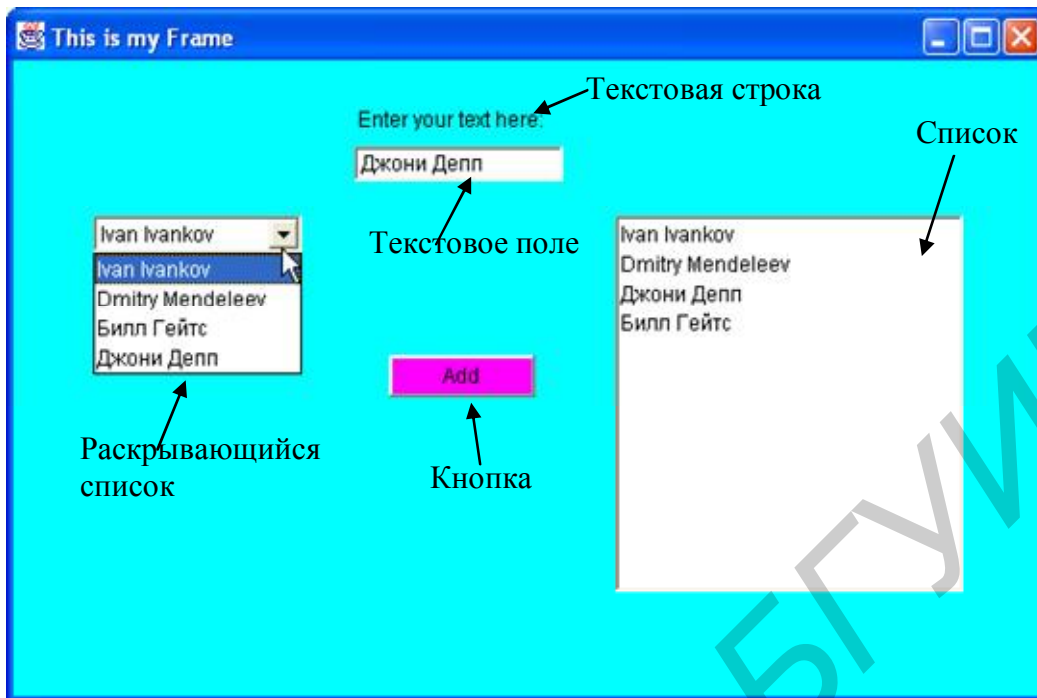 This is my Frame
Текстовая строка
Enter your text here:
Список
Джони Депп
Текстовое поле
Ivan Ivankov
Ivan Ivankov
Dmitry Mendeleev
Билл Гейтс
Джони Депп
Ivan Ivankov
Dmitry Mendeleev
Джони Депп
Билл Гейтс
Add
Раскрывающийся
список
Кнопка